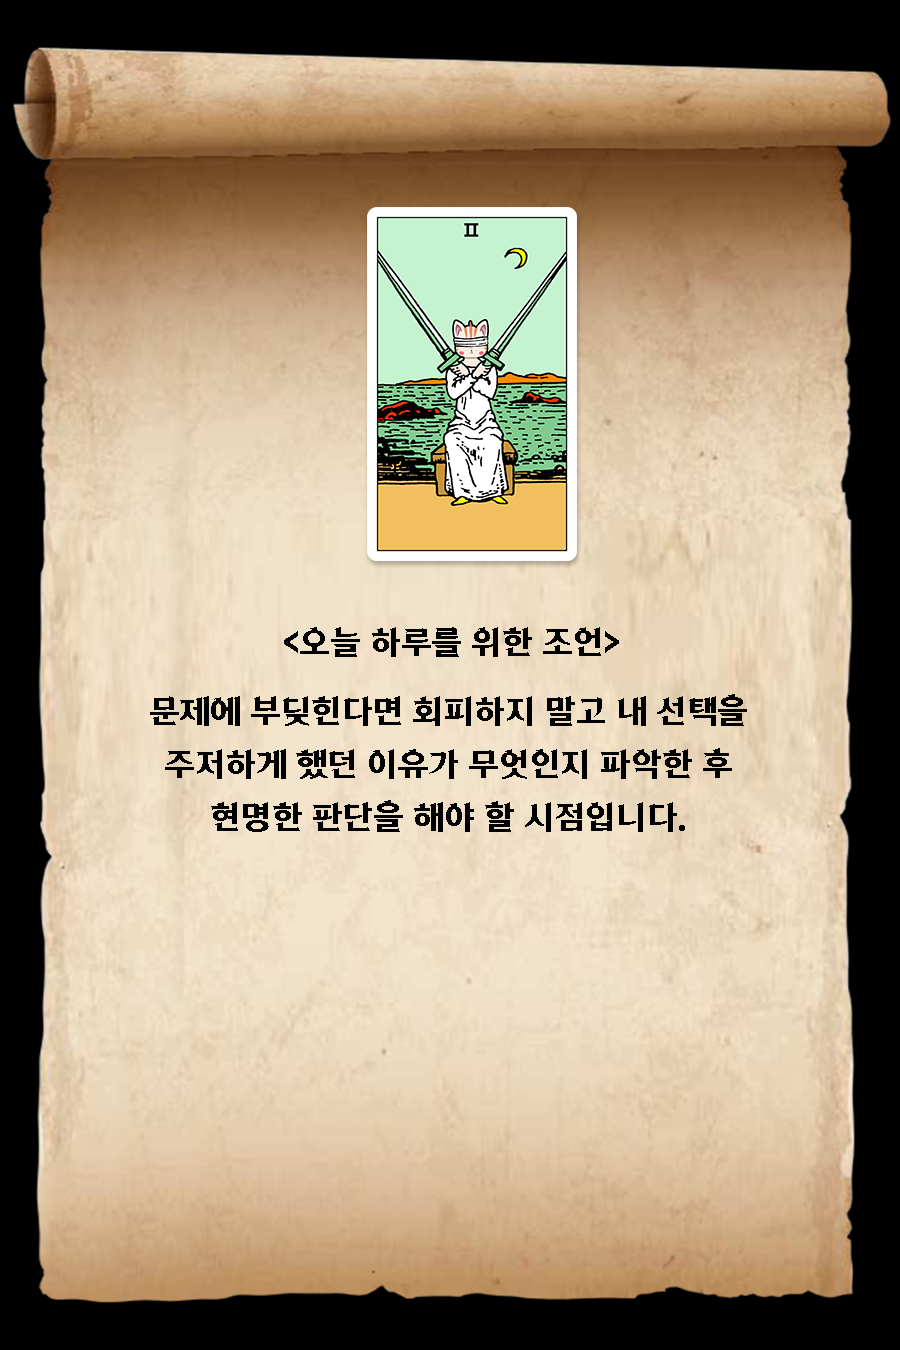 II
<오늘 하루를 위한 조언>
문제에 부딪힌다면 회피하지 말고 내 선택을
주저하게 했던 이유가 무엇인지 파악한 후
현명한 판단을 해야 할 시점입니다.